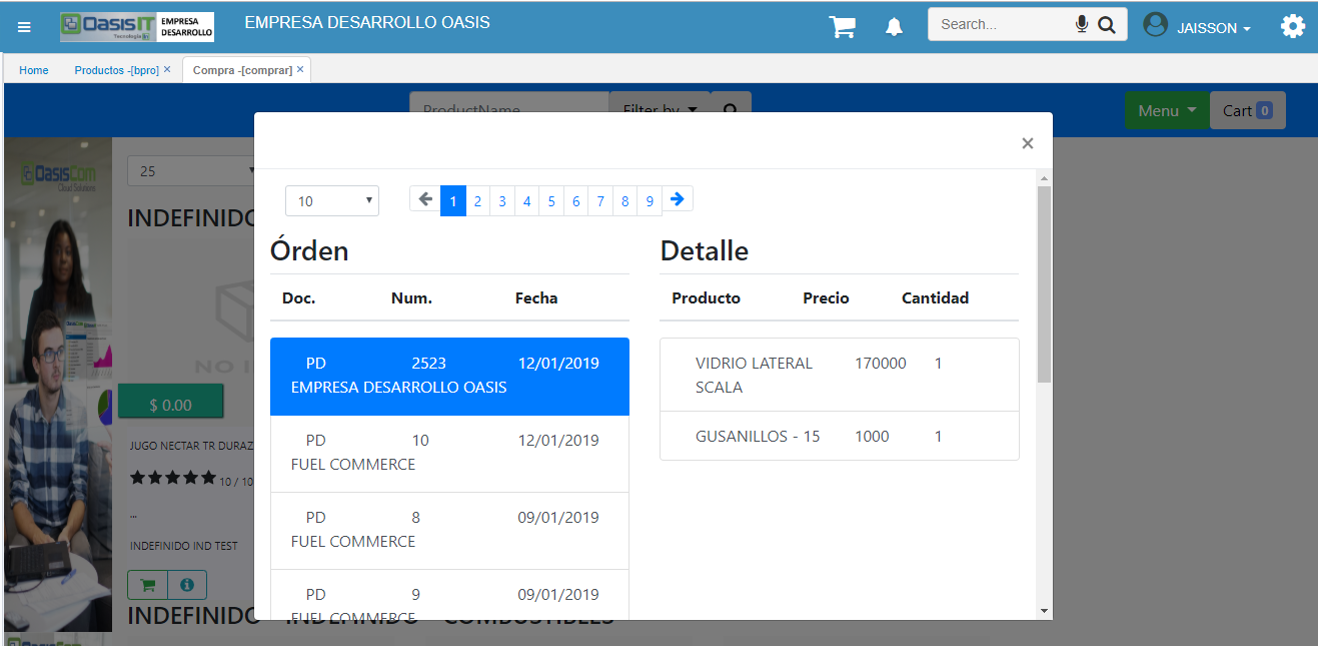 OasisIT EMPRESA
Tecnología DESARROLLO
EMPRESA DESARROLLO OASIS
Search...
JAISSON
Home Productos -[bpro] × Compra -[comprar] ×
ProductName Filter by
Menu Cart 0
×
OasisCom
Cloud Solutions
25
10 1 2 3 4 5 6 7 8 9
INDEFINIDO
Órden Detalle
Doc. Num. Fecha Producto Precio Cantidad
PD 2523 12/01/2019
EMPRESA DESARROLLO OASIS
VIDRIO LATERAL 170000 1
SCALA
NO I
$ 0.00
PD 10 12/01/2019
FUEL COMMERCE
GUSANILLOS - 15 1000 1
JUGO NECTAR TR DURAZ
10 / 10
...
PD 8 09/01/2019
FUEL COMMERCE
INDEFINIDO IND TEST
PD 9 09/01/2019
FUEL COMMERCE
INDEFINIDO INDEFINIDO COMBUSTIBLES
OasisCom